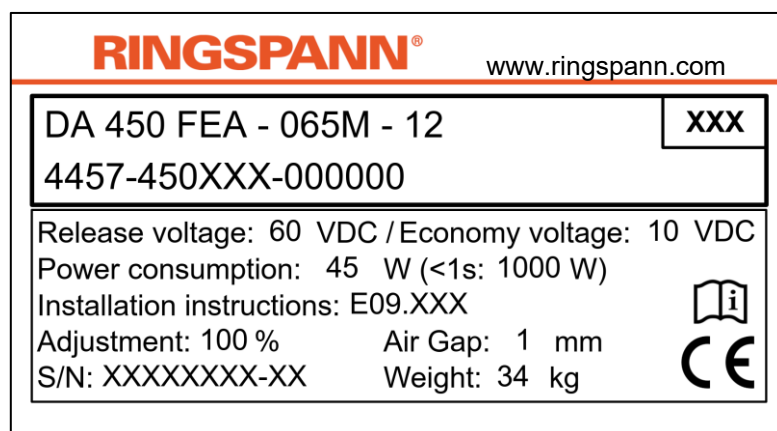 RINGSPANN®
www.ringspann.com
DA 450 FEA - 065M - 12
XXX
4457-450XXX-000000
Release voltage: 60 VDC / Economy voltage: 10 VDC
Power consumption: 45 W (<1s: 1000 W)
Installation instructions: E09.XXX
Adjustment: 100 % Air Gap: 1 mm
S/N: XXXXXXXX-XX Weight: 34 kg
i
CE